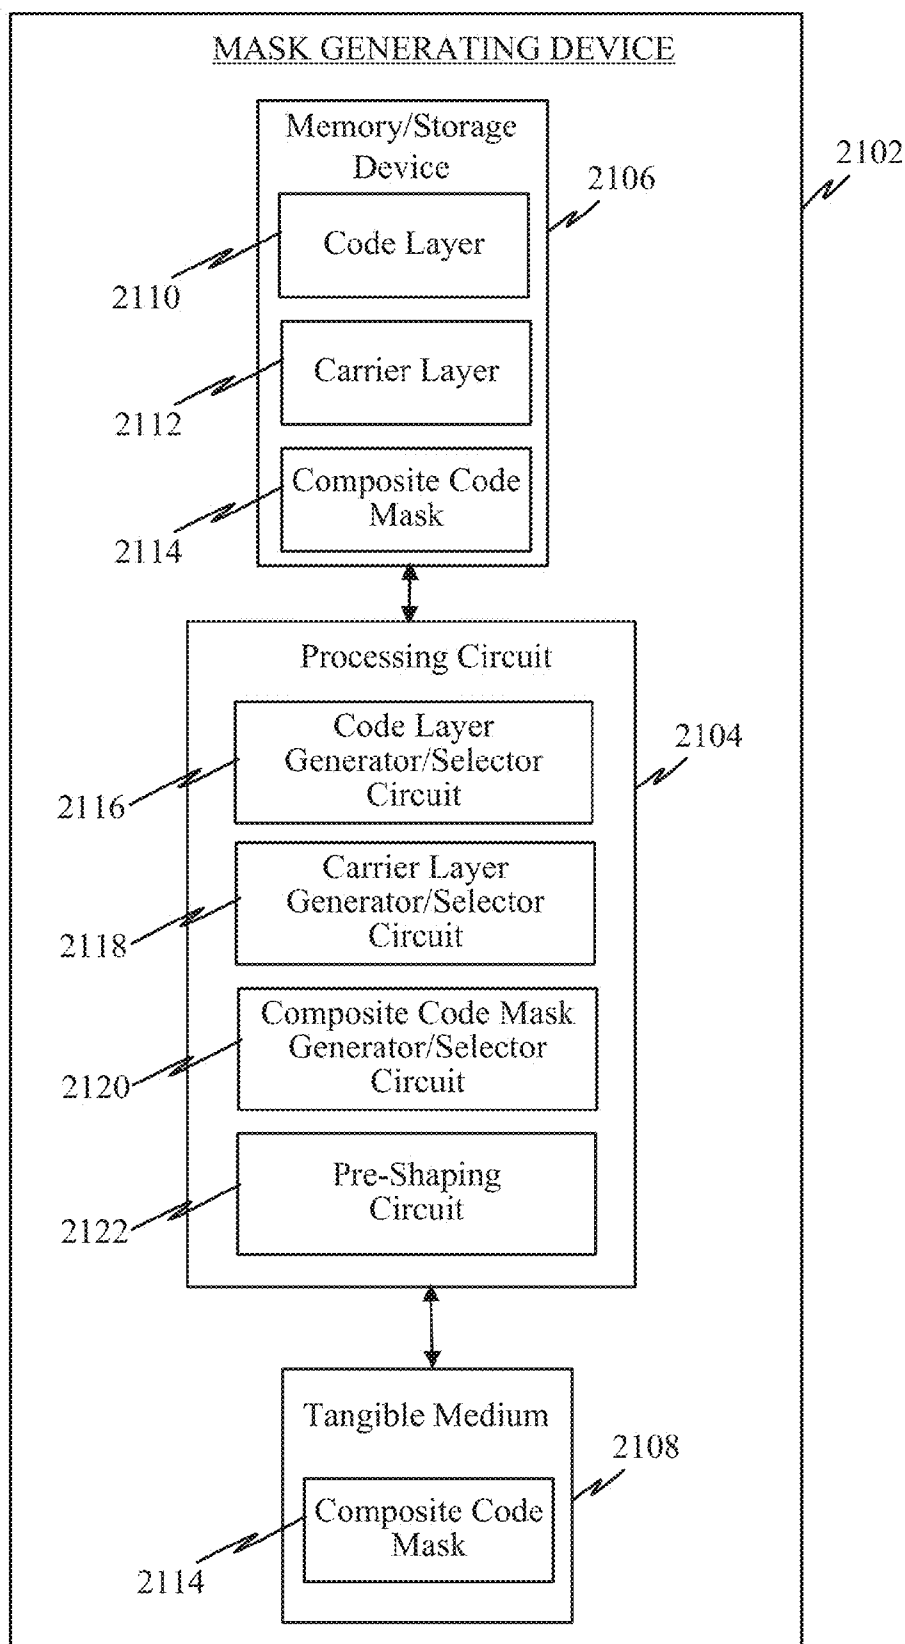 MASK GENERATING DEVICE
Memory/Storage
Device
2102
2106
Code Layer
2110
Carrier Layer
2112
Composite Code
Mask
2114
Processing Circuit
Code Layer
Generator/Selector
Circuit
2104
2116
Carrier Layer
Generator/Selector
Circuit
2118
Composite Code Mask
Generator/Selector
Circuit
2120
Pre-Shaping
Circuit
2122
Tangible Medium
2108
Composite Code
Mask
2114